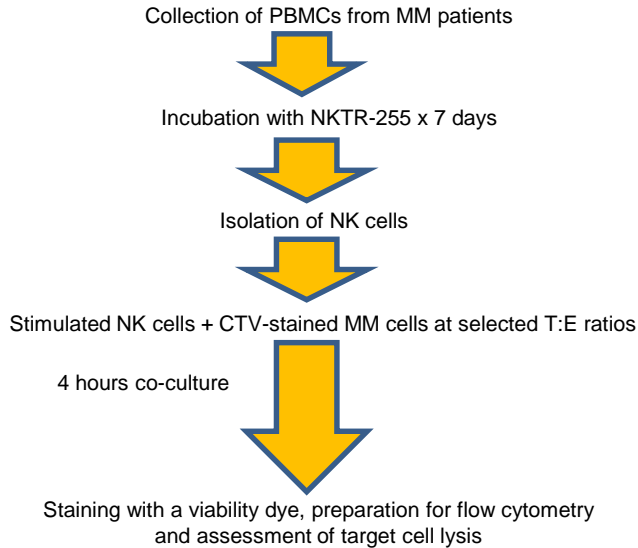 Collection of PBMCs from MM patients
Incubation with NKTR-255 x 7 days
Isolation of NK cells
Stimulated NK cells + CTV-stained MM cells at selected T:E ratios
4 hours co-culture
Staining with a viability dye, preparation for flow cytometry
and assessment of target cell lysis